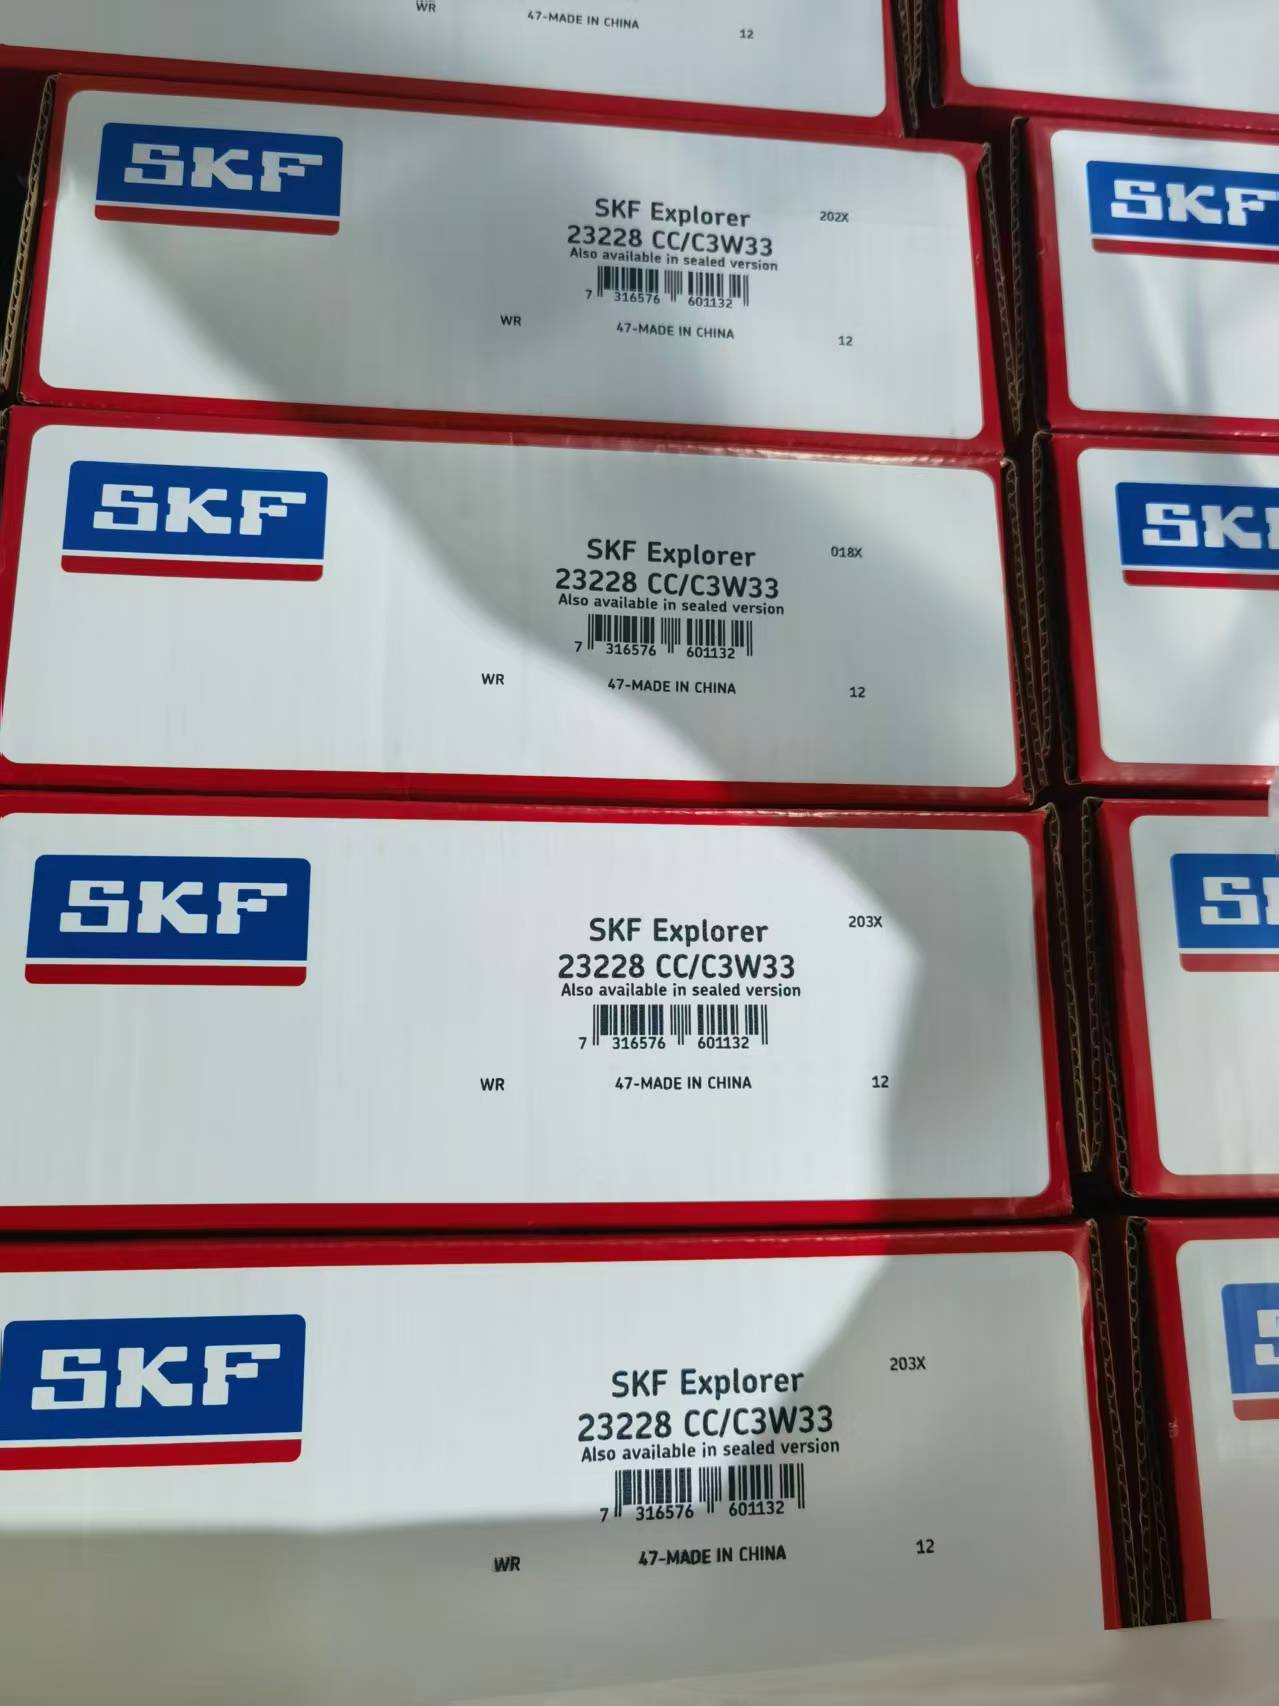 WR 47-MADE IN CHINA 12
SKF
SKF Explorer 202X
23228 CC/C3W33
Also available in sealed version
7 316576 601132
WR 47-MADE IN CHINA 12
SKF
SKF
SKF Explorer 018X
23228 CC/C3W33
Also available in sealed version
7 316576 601132
WR 47-MADE IN CHINA 12
SK
SKF
SKF Explorer 203X
23228 CC/C3W33
Also available in sealed version
7 316576 601132
WR 47-MADE IN CHINA 12
S
SKF
SKF Explorer 203X
23228 CC/C3W33
Also available in sealed version
7 316576 601132
WR 47-MADE IN CHINA 12